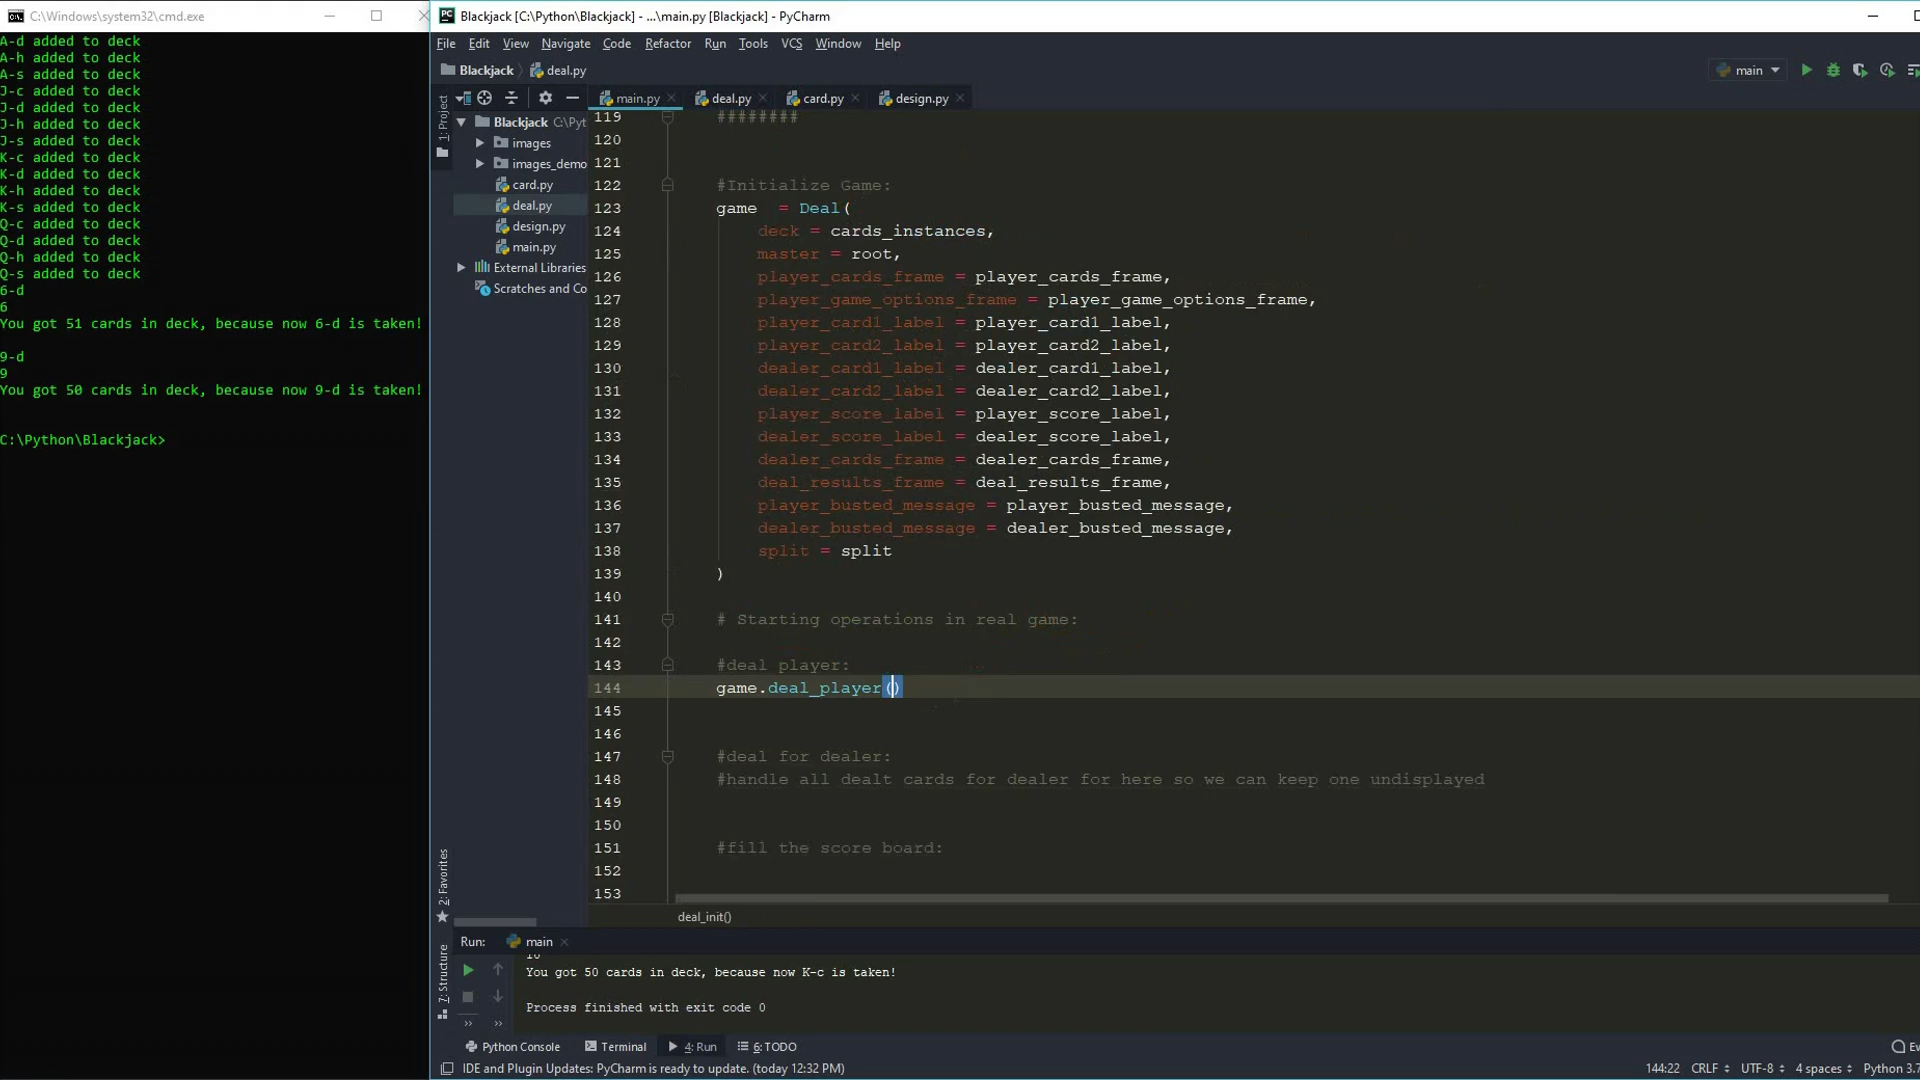 C:\Windows\system32\cmd.exe
A-d added to deck
A-h added to deck
A-s added to deck
J-c added to deck
J-d added to deck
J-h added to deck
J-s added to deck
K-c added to deck
K-d added to deck
K-h added to deck
K-s added to deck
Q-c added to deck
Q-d added to deck
Q-h added to deck
Q-s added to deck
6-d
6
You got 51 cards in deck, because now 6-d is taken!
9-d
9
You got 50 cards in deck, because now 9-d is taken!
C:\Python\Blackjack>
Blackjack [C:\Python\Blackjack] - ...\main.py [Blackjack] - PyCharm
File Edit View Navigate Code Refactor Run Tools VCS Window Help
Blackjack deal.py
main
1: Project
main.py deal.py card.py design.py
Blackjack C:\Pyt
images
images_demo
card.py
deal.py
design.py
main.py
External Libraries
Scratches and Co
119 ########
120
121
122 #Initialize Game:
123 game = Deal(
124 deck = cards_instances,
125 master = root,
126 player_cards_frame = player_cards_frame,
127 player_game_options_frame = player_game_options_frame,
128 player_card1_label = player_card1_label,
129 player_card2_label = player_card2_label,
130 dealer_card1_label = dealer_card1_label,
131 dealer_card2_label = dealer_card2_label,
132 player_score_label = player_score_label,
133 dealer_score_label = dealer_score_label,
134 dealer_cards_frame = dealer_cards_frame,
135 deal_results_frame = deal_results_frame,
136 player_busted_message = player_busted_message,
137 dealer_busted_message = dealer_busted_message,
138 split = split
139 )
140
141 # Starting operations in real game:
142
143 #deal player:
144 game.deal_player()
145
146
147 #deal for dealer:
148 #handle all dealt cards for dealer for here so we can keep one undisplayed
149
150
151 #fill the score board:
152
153
deal_init()
2: Favorites
7: Structure
Run: main
10
You got 50 cards in deck, because now K-c is taken!
Process finished with exit code 0
Python Console Terminal 4: Run 6: TODO Ev
IDE and Plugin Updates: PyCharm is ready to update. (today 12:32 PM) 144:22 CRLF UTF-8 4 spaces Python 3.7